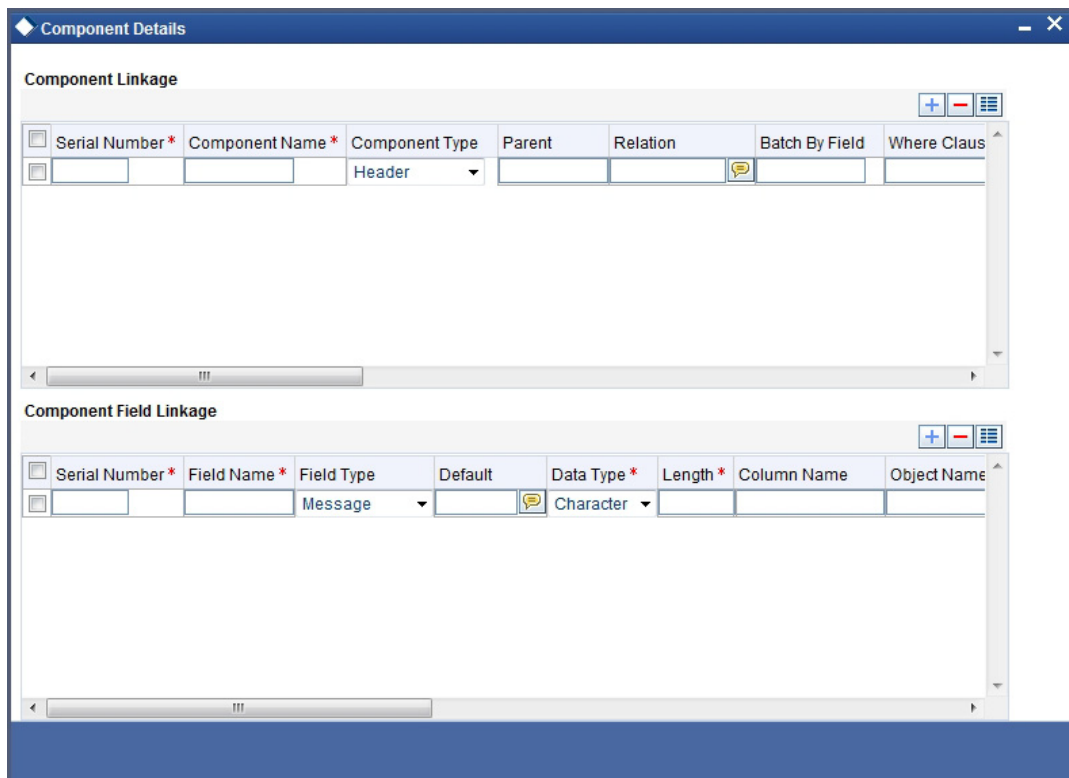 Component Details
Component Linkage
Serial Number * Component Name * Component Type Parent Relation Batch By Field Where Claus
Header
Component Field Linkage
Serial Number * Field Name * Field Type Default Data Type * Length * Column Name Object Name
Message Character